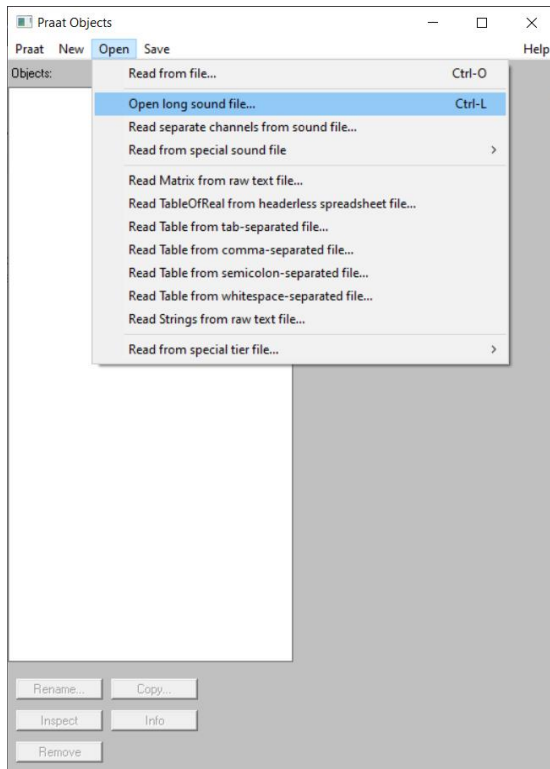 Praat Objects
Praat New Open Save Help
Objects:
Read from file... Ctrl-O
Open long sound file... Ctrl-L
Read separate channels from sound file...
Read from special sound file
Read Matrix from raw text file...
Read TableOfReal from headerless spreadsheet file...
Read Table from tab-separated file...
Read Table from comma-separated file...
Read Table from semicolon-separated file...
Read Table from whitespace-separated file...
Read Strings from raw text file...
Read from special tier file...
Rename... Copy...
Inspect Info
Remove